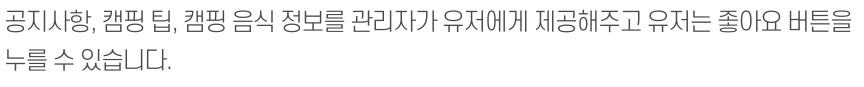 공지사항, 캠핑 팁, 캠핑 음식 정보를 관리자가 유저에게 제공해주고 유저는 좋아요 버튼을
누를 수 있습니다.